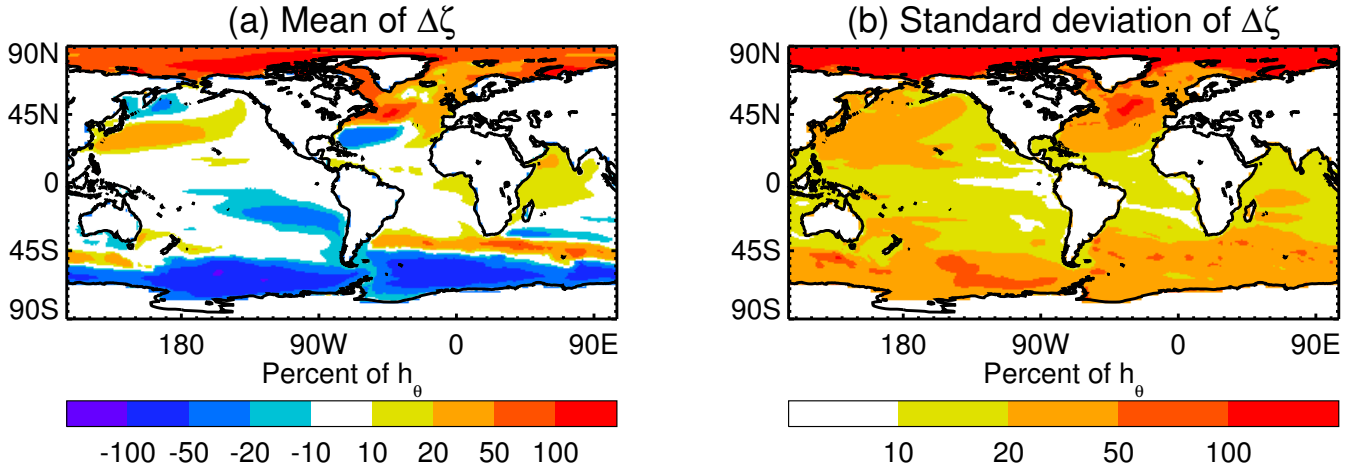 (a) Mean of Δζ
90N
45N
0
45S
90S
180 90W 0 90E
Percent of hθ
-100 -50 -20 -10 10 20 50 100
(b) Standard deviation of Δζ
90N
45N
0
45S
90S
180 90W 0 90E
Percent of hθ
10 20 50 100